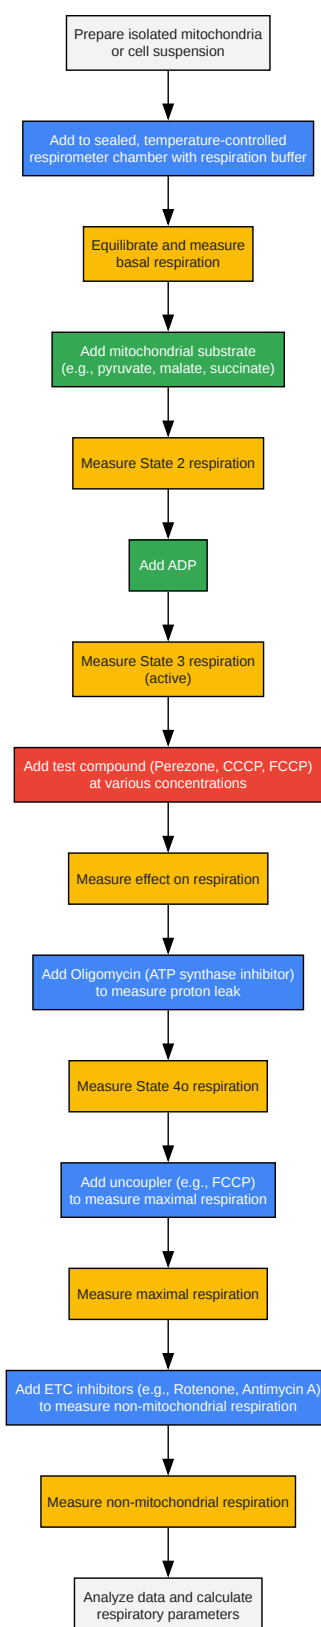 Prepare isolated mitochondria
or cell suspension
Add to sealed, temperature-controlled
respirometer chamber with respiration buffer
Equilibrate and measure
basal respiration
Add mitochondrial substrate
(e.g., pyruvate, malate, succinate)
Measure State 2 respiration
Add ADP
Measure State 3 respiration
(active)
Add test compound (Perezone, CCCP, FCCP)
at various concentrations
Measure effect on respiration
Add Oligomycin (ATP synthase inhibitor)
to measure proton leak
Measure State 4o respiration
Add uncoupler (e.g., FCCP)
to measure maximal respiration
Measure maximal respiration
Add ETC inhibitors (e.g., Rotenone, Antimycin A)
to measure non-mitochondrial respiration
Measure non-mitochondrial respiration
Analyze data and calculate
respiratory parameters